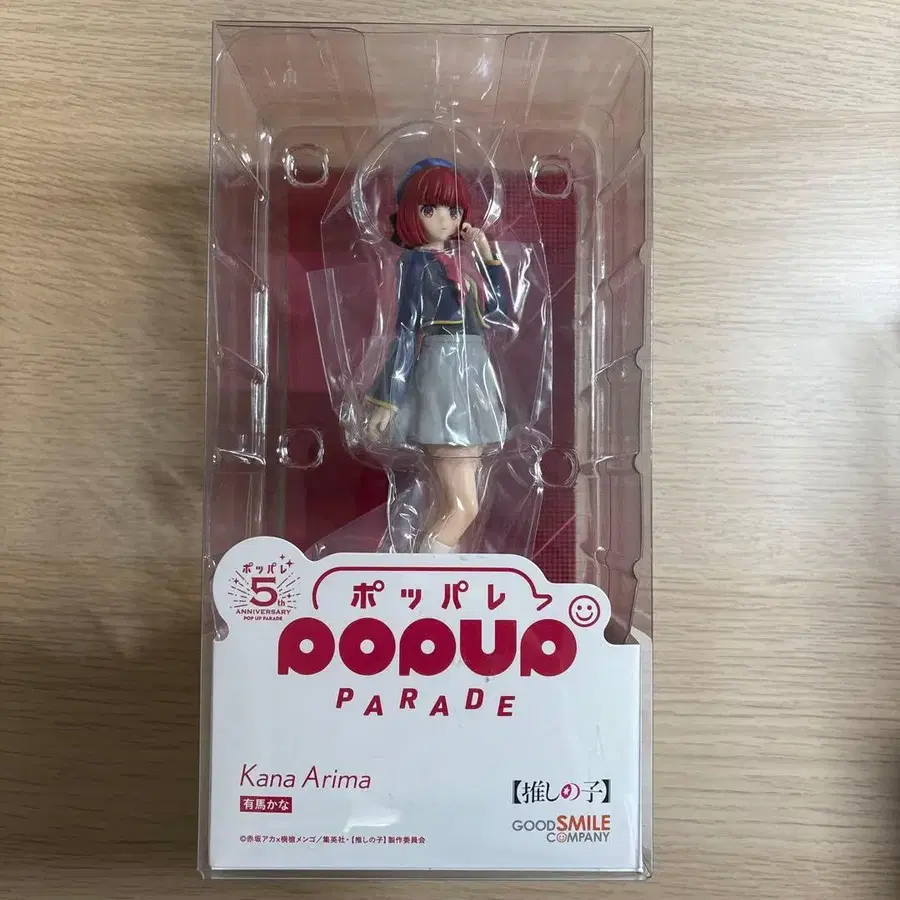 ポッパレ
5th
ANNIVERSARY
POP UP PARADE
ポッパレ
POPUP
PARADE
Kana Arima
有馬かな
【推しの子】
GOOD SMILE
COMPANY
©赤坂アカ×横槍メンゴ/集英社・【推しの子】製作委員会